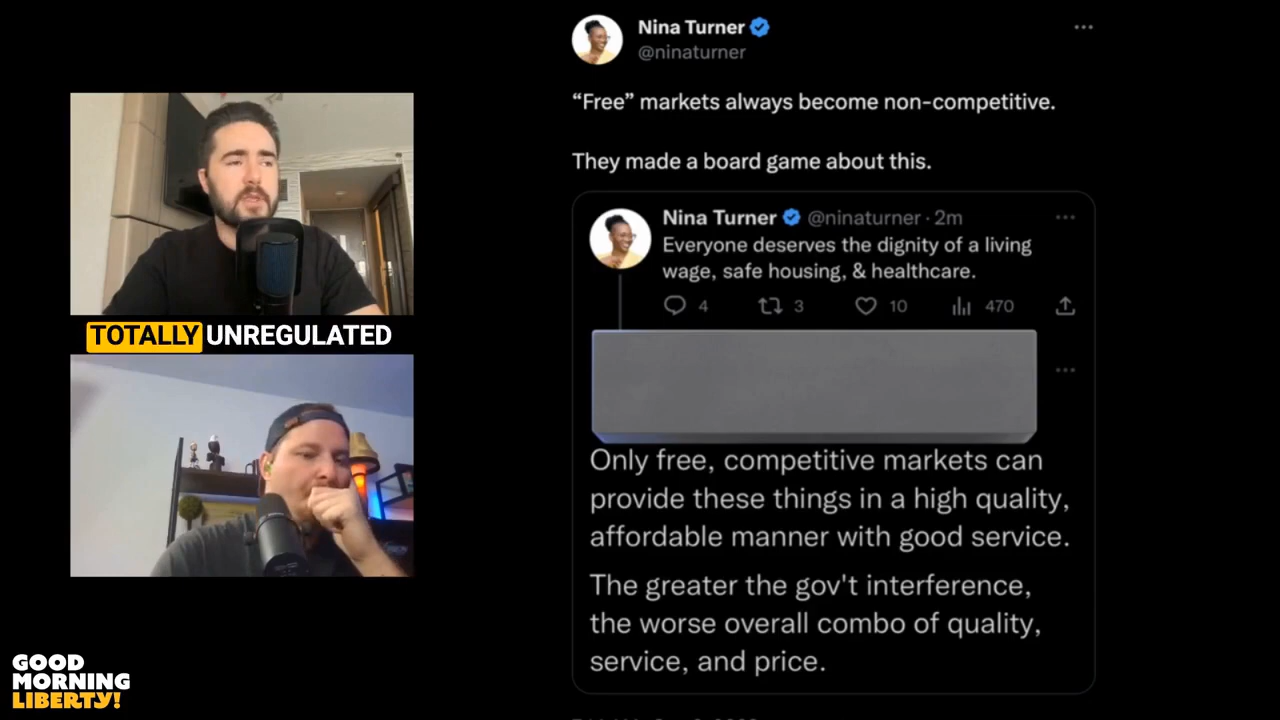 Nina Turner
@ninaturner
“Free” markets always become non-competitive.
They made a board game about this.
Nina Turner @ninaturner · 2m
Everyone deserves the dignity of a living
wage, safe housing, & healthcare.
4 3 10 470
Only free, competitive markets can
provide these things in a high quality,
affordable manner with good service.
The greater the gov't interference,
the worse overall combo of quality,
service, and price.
TOTALLY UNREGULATED
GOOD
MORNING
LIBERTY!